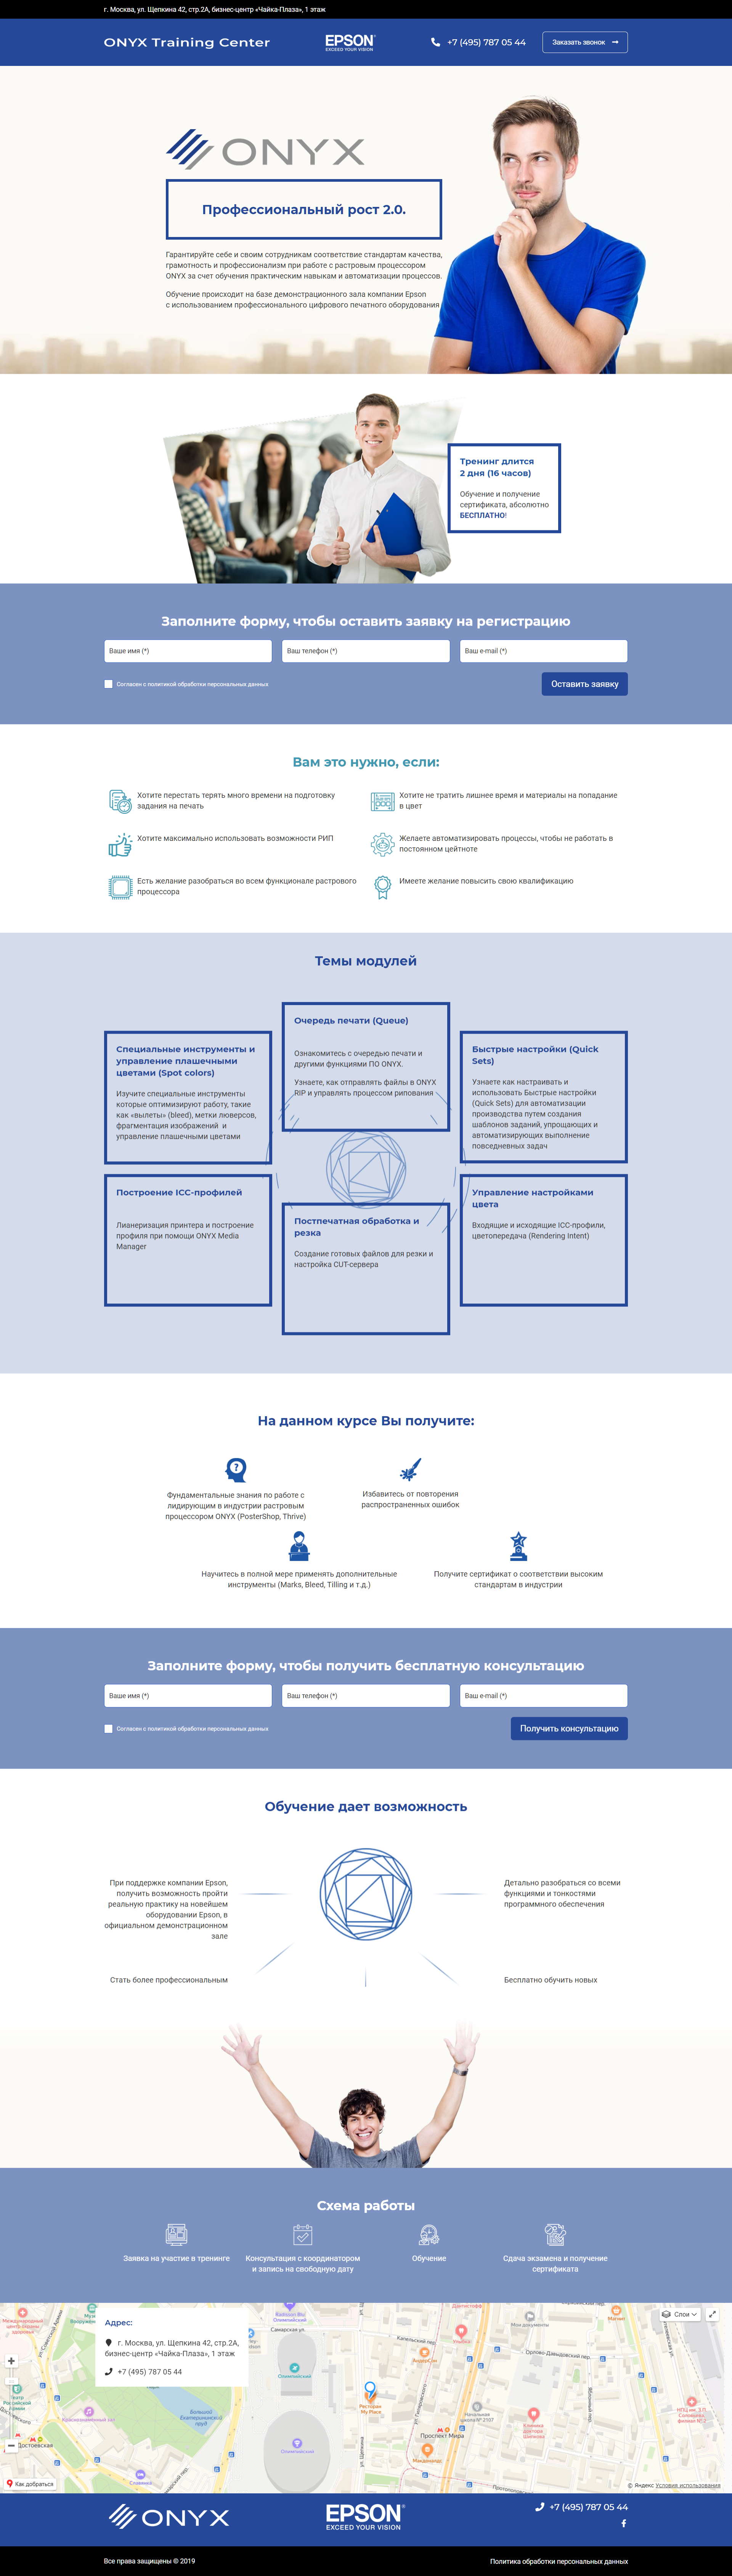 г. Москва, ул. Щепкина 42, стр.2А, бизнес-центр «Чайка-Плаза», 1 этаж
ONYX Training Center
EPSON
EXCEED YOUR VISION
+7 (495) 787 05 44
Заказать звонок
ONYX
Профессиональный рост 2.0.
Гарантируйте себе и своим сотрудникам соответствие стандартам качества,
грамотность и профессионализм при работе с растровым процессором
ONYX за счет обучения практическим навыкам и автоматизации процессов.
Обучение происходит на базе демонстрационного зала компании Epson
с использованием профессионального цифрового печатного оборудования
Тренинг длится
2 дня (16 часов)
Обучение и получение
сертификата, абсолютно
БЕСПЛАТНО!
Заполните форму, чтобы оставить заявку на регистрацию
Ваше имя (*)
Ваш телефон (*)
Ваш e-mail (*)
Согласен с политикой обработки персональных данных
Оставить заявку
Вам это нужно, если:
Хотите перестать терять много времени на подготовку
задания на печать
Хотите не тратить лишнее время и материалы на попадание
в цвет
Хотите максимально использовать возможности РИП
Желаете автоматизировать процессы, чтобы не работать в
постоянном цейтноте
Есть желание разобраться во всем функционале растрового
процессора
Имеете желание повысить свою квалификацию
Темы модулей
Специальные инструменты и
управление плашечными
цветами (Spot colors)
Изучите специальные инструменты
которые оптимизируют работу, такие
как «вылеты» (bleed), метки люверсов,
фрагментация изображений и
управление плашечными цветами
Очередь печати (Queue)
Ознакомитесь с очередью печати и
другими функциями ПО ONYX.
Узнаете, как отправлять файлы в ONYX
RIP и управлять процессом рипования
Быстрые настройки (Quick
Sets)
Узнаете как настраивать и
использовать Быстрые настройки
(Quick Sets) для автоматизации
производства путем создания
шаблонов заданий, упрощающих и
автоматизирующих выполнение
повседневных задач
Построение ICC-профилей
Лианеризация принтера и построение
профиля при помощи ONYX Media
Manager
Постпечатная обработка и
резка
Создание готовых файлов для резки и
настройка CUT-сервера
Управление настройками
цвета
Входящие и исходящие ICC-профили,
цветопередача (Rendering Intent)
На данном курсе Вы получите:
Фундаментальные знания по работе с
лидирующим в индустрии растровым
процессором ONYX (PosterShop, Thrive)
Избавитесь от повторения
распространенных ошибок
Научитесь в полной мере применять дополнительные
инструменты (Marks, Bleed, Tilling и т.д.)
Получите сертификат о соответствии высоким
стандартам в индустрии
Заполните форму, чтобы получить бесплатную консультацию
Ваше имя (*)
Ваш телефон (*)
Ваш e-mail (*)
Согласен с политикой обработки персональных данных
Получить консультацию
Обучение дает возможность
При поддержке компании Epson,
получить возможность пройти
реальную практику на новейшем
оборудовании Epson, в
официальном демонстрационном
зале
Детально разобраться со всеми
функциями и тонкостями
программного обеспечения
Стать более профессиональным
Бесплатно обучить новых
Схема работы
Заявка на участие в тренинге
Консультация с координатором
и запись на свободную дату
Обучение
Сдача экзамена и получение
сертификата
Адрес:
г. Москва, ул. Щепкина 42, стр.2А,
бизнес-центр «Чайка-Плаза», 1 этаж
+7 (495) 787 05 44
Слои
Самарская ул.
Олимпийский
Ресторан
My Place
Проспект Мира
Мои документы
Большой
Екатерининский
пруд
Достоевская
Олимпийский
Как добраться
© Яндекс Условия использования
ONYX
EPSON
EXCEED YOUR VISION
+7 (495) 787 05 44
Все права защищены © 2019
Политика обработки персональных данных